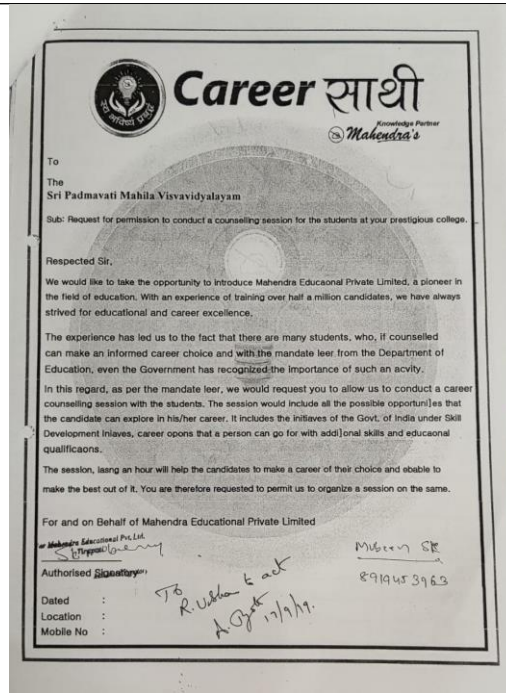 Career साथी
Knowledge Partner
Mahendra's
To
The
Sri Padmavati Mahila Visvavidyalayam
Sub: Request for permission to conduct a counselling session for the students at your prestigious college.
Respected Sir,
We would like to take the opportunity to introduce Mahendra Educaonal Private Limited, a pioneer in
the field of education. With an experience of training over half a million candidates, we have always
strived for educational and career excellence.
The experience has led us to the fact that there are many students, who, if counselled
can make an informed career choice and with the mandate leer from the Department of
Education, even the Government has recognized the importance of such an acvity.
In this regard, as per the mandate leer, we would request you to allow us to conduct a career
counselling session with the students. The session would include all the possible opportuni]es that
the candidate can explore in his/her career. It includes the iniaves of the Govt. of India under Skill
Development Iniaves, career opons that a person can go for with addi]onal skills and educaonal
qualificaons.
The session, lasng an hour will help the candidates to make a career of their choice and obable to
make the best out of it. You are therefore requested to permit us to organize a session on the same.
For and on Behalf of Mahendra Educational Private Limited
Mahendra Educational Pvt. Ltd.
Authorised Signatory
8919453963
To
to act
17/9/19.
Dated :
Location :
Mobile No :